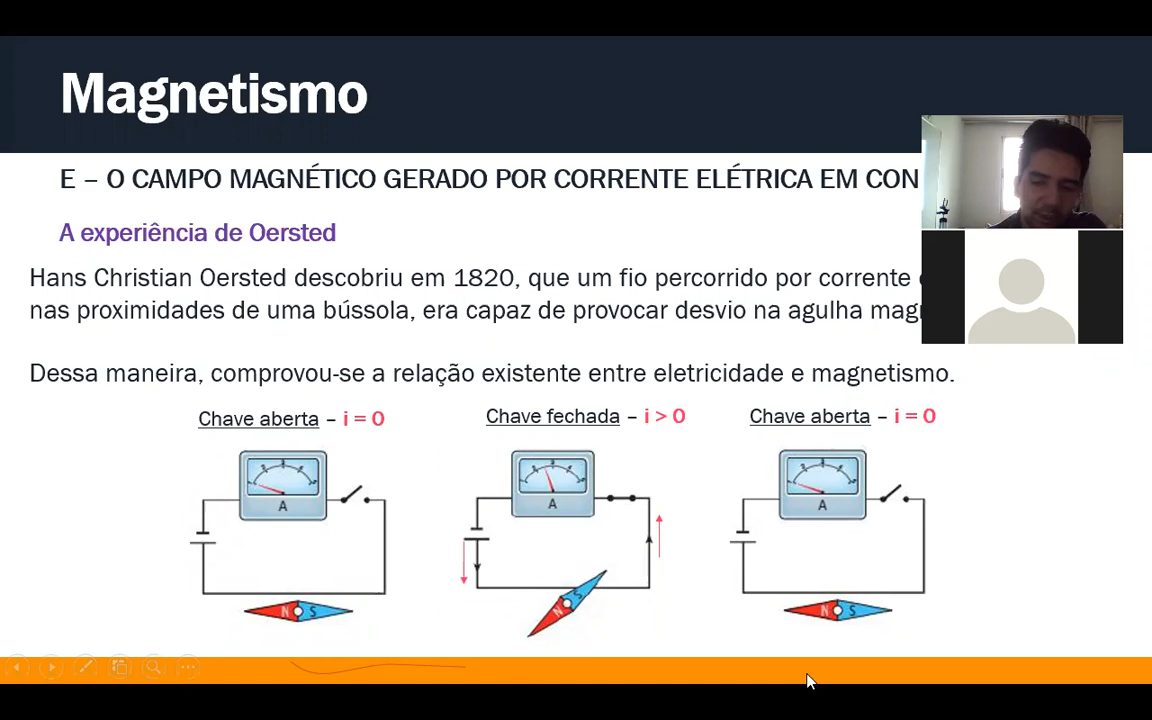 Magnetismo
E – O CAMPO MAGNÉTICO GERADO POR CORRENTE ELÉTRICA EM CON
A experiência de Oersted
Hans Christian Oersted descobriu em 1820, que um fio percorrido por corrente
nas proximidades de uma bússola, era capaz de provocar desvio na agulha mag
Dessa maneira, comprovou-se a relação existente entre eletricidade e magnetismo.
Chave aberta – i = 0
Chave fechada – i > 0
Chave aberta – i = 0
A
A
A
N S
N S
N S